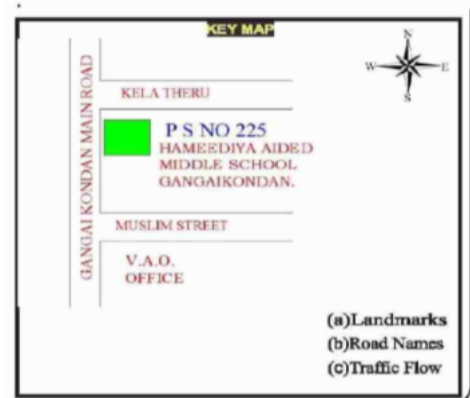 KEY MAP
N
W E
S
GANGAI KONDAN MAIN ROAD
KELA THERU
P S NO 225
HAMEEDIYA AIDED
MIDDLE SCHOOL
GANGAIKONDAN.
MUSLIM STREET
V.A.O.
OFFICE
(a)Landmarks
(b)Road Names
(c)Traffic Flow